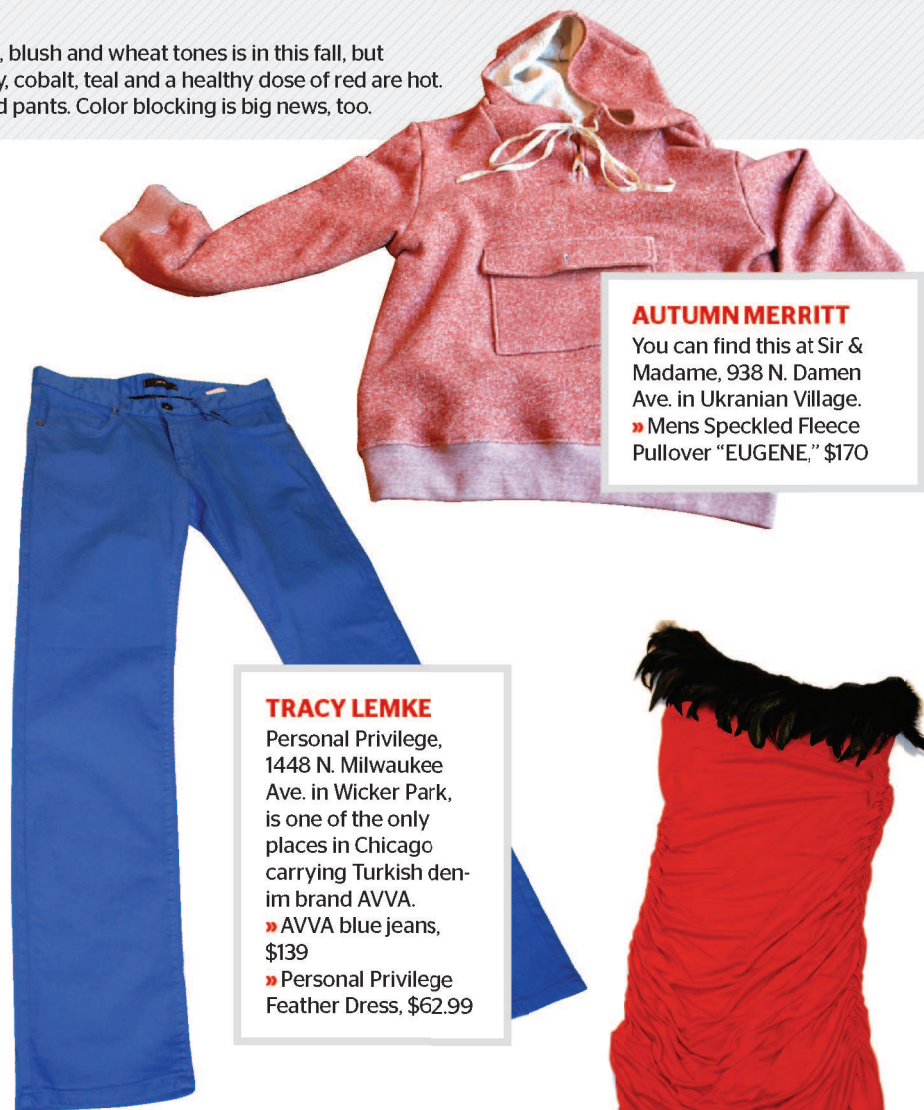 , blush and wheat tones is in this fall, but
y, cobalt, teal and a healthy dose of red are hot.
d pants. Color blocking is big news, too.
AUTUMN MERRITT
You can find this at Sir &
Madame, 938 N. Damen
Ave. in Ukranian Village.
» Mens Speckled Fleece
Pullover “EUGENE,” $170
TRACY LEMKE
Personal Privilege,
1448 N. Milwaukee
Ave. in Wicker Park,
is one of the only
places in Chicago
carrying Turkish den-
im brand AVVA.
» AVVA blue jeans,
$139
» Personal Privilege
Feather Dress, $62.99